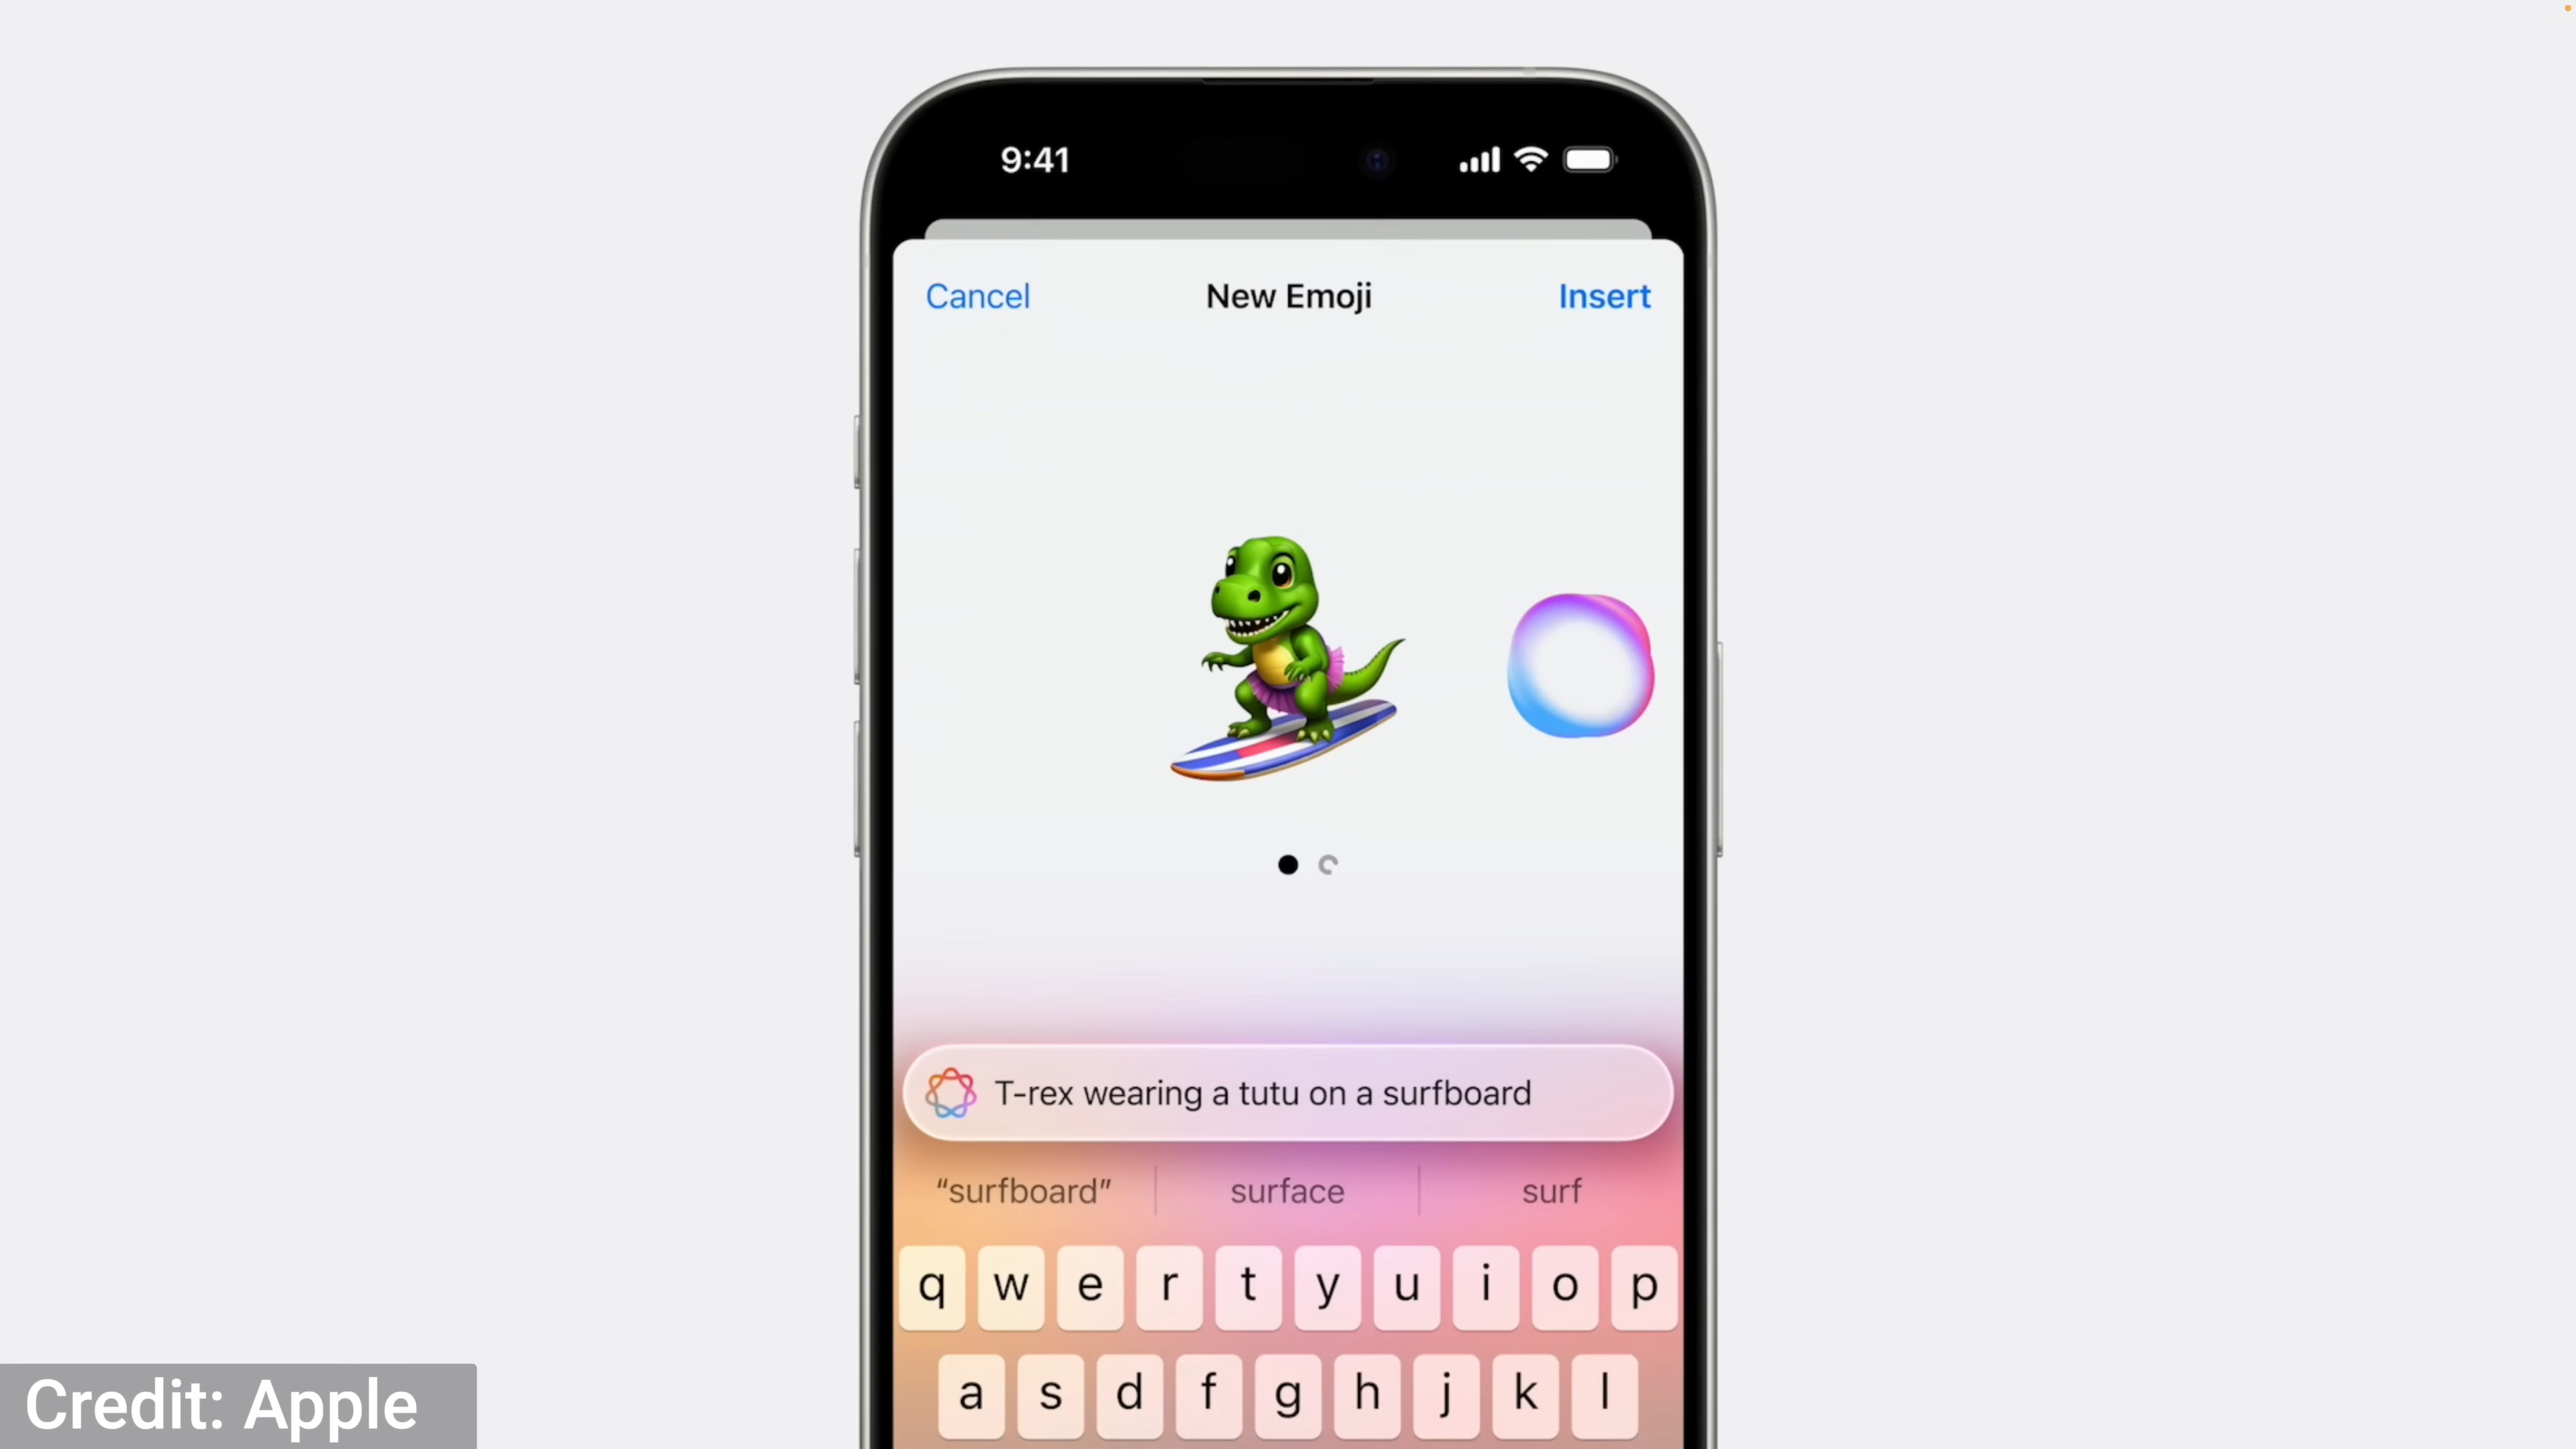 9:41
Cancel
New Emoji
Insert
T-rex wearing a tutu on a surfboard
“surfboard”
surface
surf
q w e r t y u i o p
a s d f g h j k l
Credit: Apple